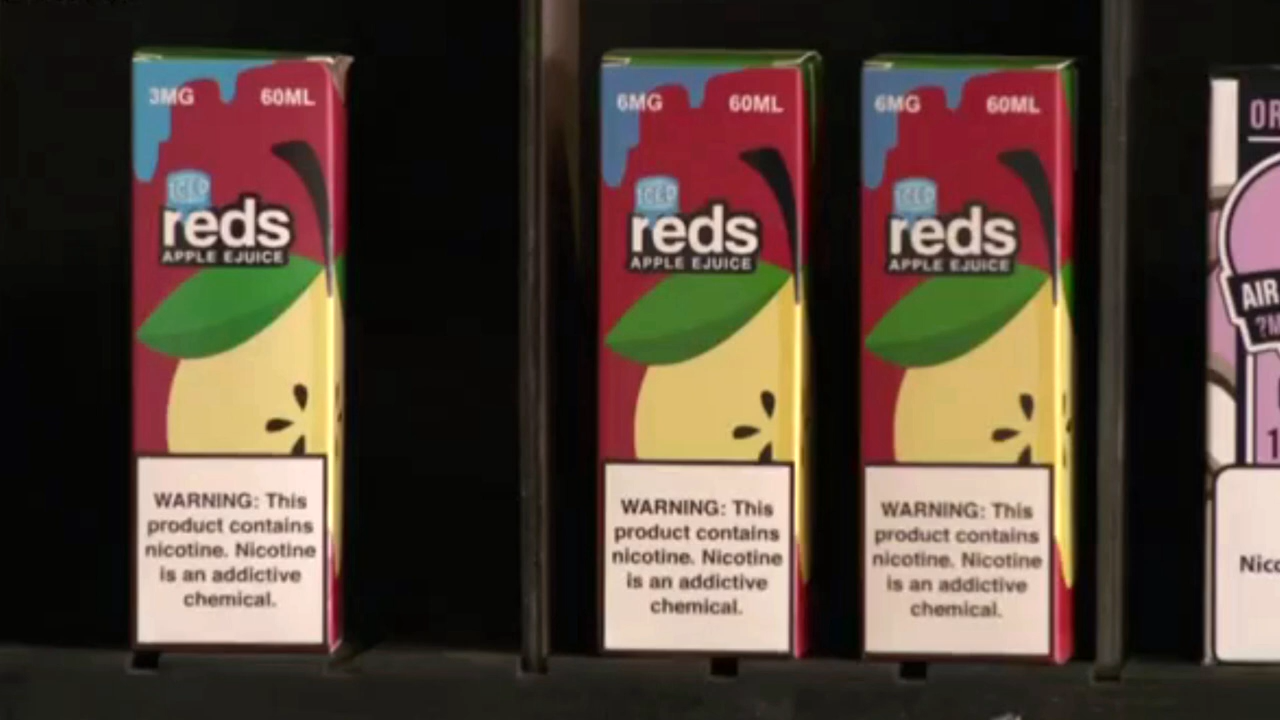 3MG 60ML
ICED
reds
APPLE EJUICE
WARNING: This
product contains
nicotine. Nicotine
is an addictive
chemical.
6MG 60ML
ICED
reds
APPLE EJUICE
WARNING: This
product contains
nicotine. Nicotine
is an addictive
chemical.
6MG 60ML
ICED
reds
APPLE EJUICE
WARNING: This
product contains
nicotine. Nicotine
is an addictive
chemical.
OR
AIR
Nico